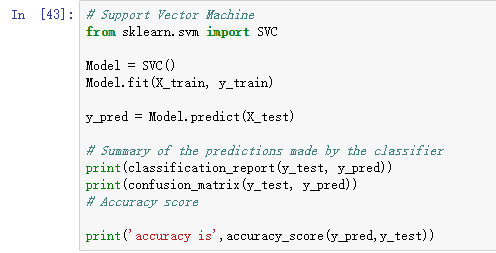 In [43]: # Support Vector Machine
from sklearn.svm import SVC
Model = SVC()
Model.fit(X_train, y_train)
y_pred = Model.predict(X_test)
# Summary of the predictions made by the classifier
print(classification_report(y_test, y_pred))
print(confusion_matrix(y_test, y_pred))
# Accuracy score
print('accuracy is',accuracy_score(y_pred,y_test))